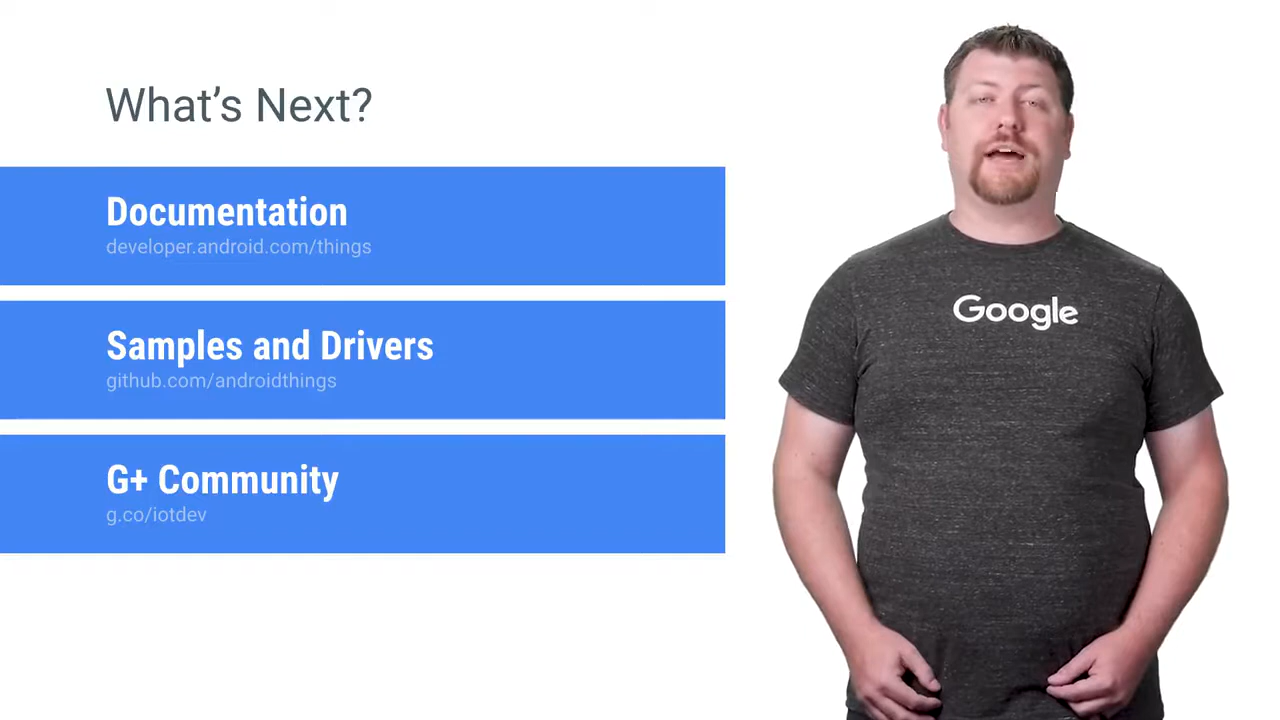 What's Next?
Documentation
developer.android.com/things
Samples and Drivers
github.com/androidthings
G+ Community
g.co/iotdev
Google